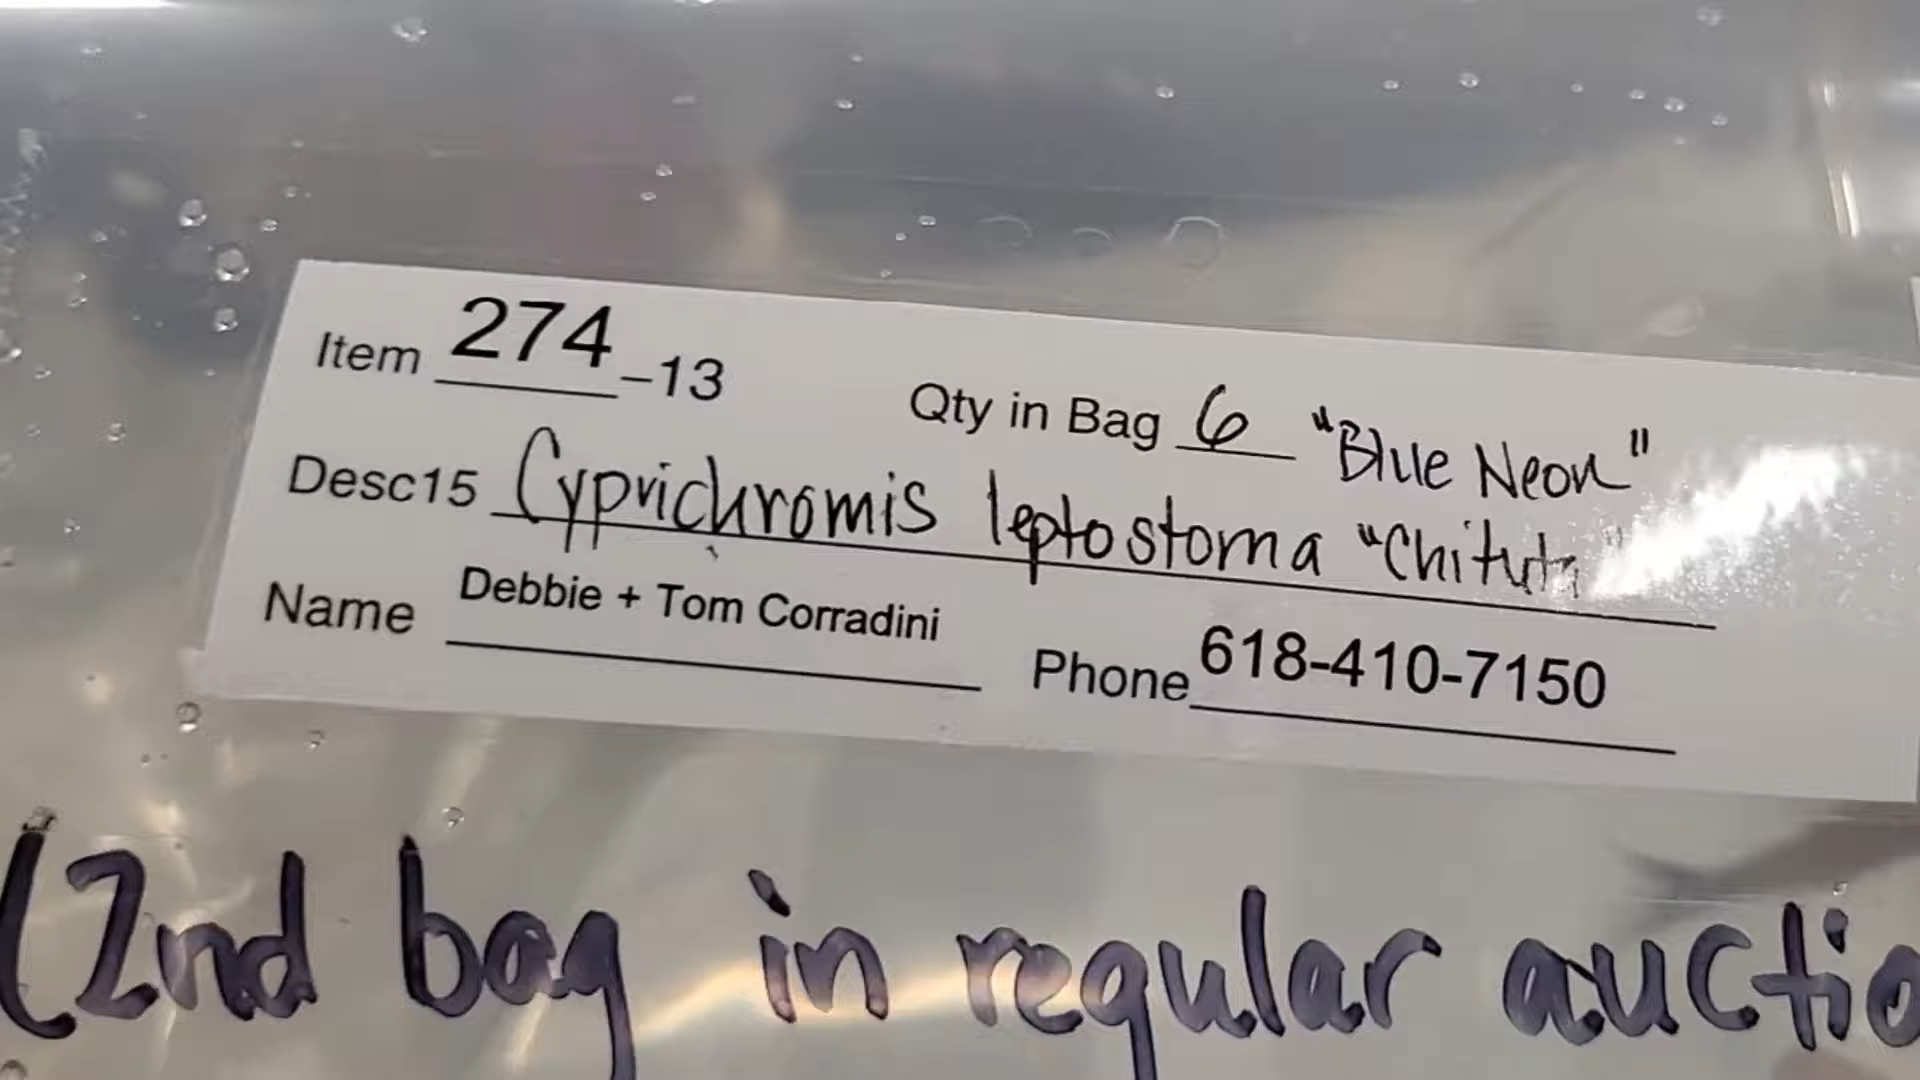 Item 274 -13 Qty in Bag 6 "Blue Neon"
Desc15 Cyprichromis leptostoma "Chituta"
Name Debbie + Tom Corradini Phone 618-410-7150
(2nd bag in regular auctio